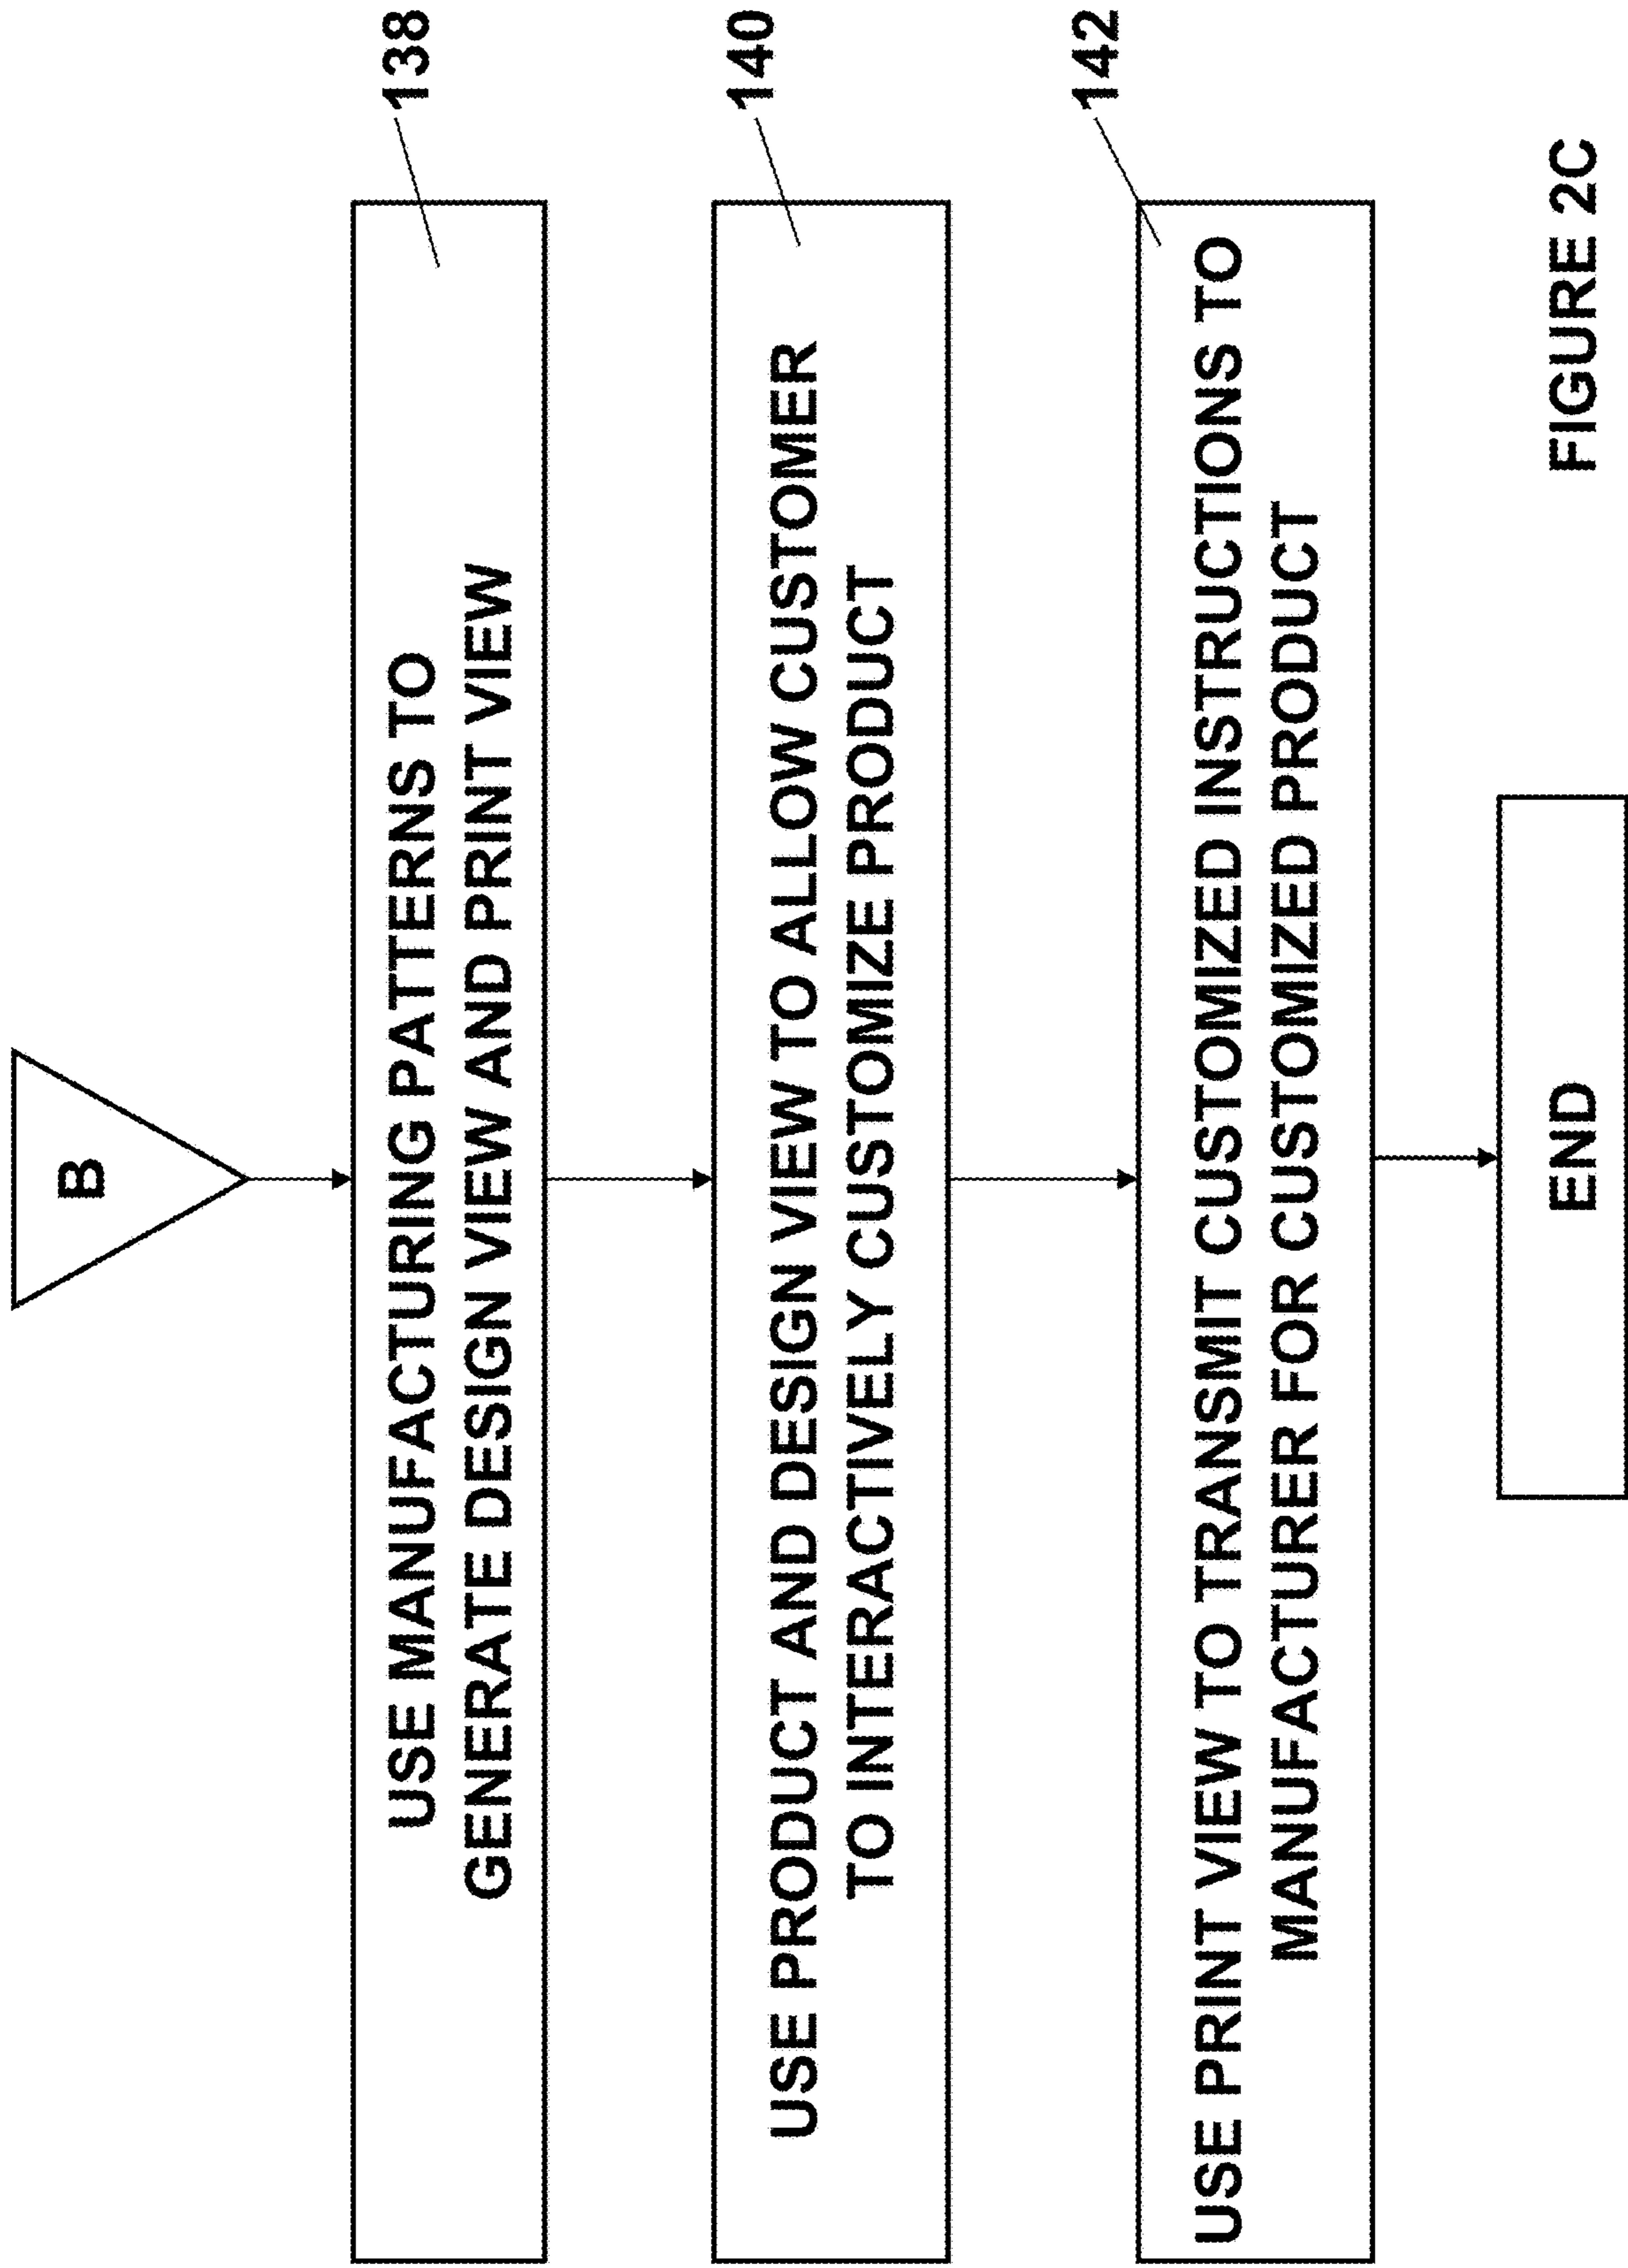 B
138
USE MANUFACTURING PATTERNS TO
GENERATE DESIGN VIEW AND PRINT VIEW
140
USE PRODUCT AND DESIGN VIEW TO ALLOW CUSTOMER
TO INTERACTIVELY CUSTOMIZE PRODUCT
142
USE PRINT VIEW TO TRANSMIT CUSTOMIZED INSTRUCTIONS TO
MANUFACTURER FOR CUSTOMIZED PRODUCT
END
FIGURE 2C